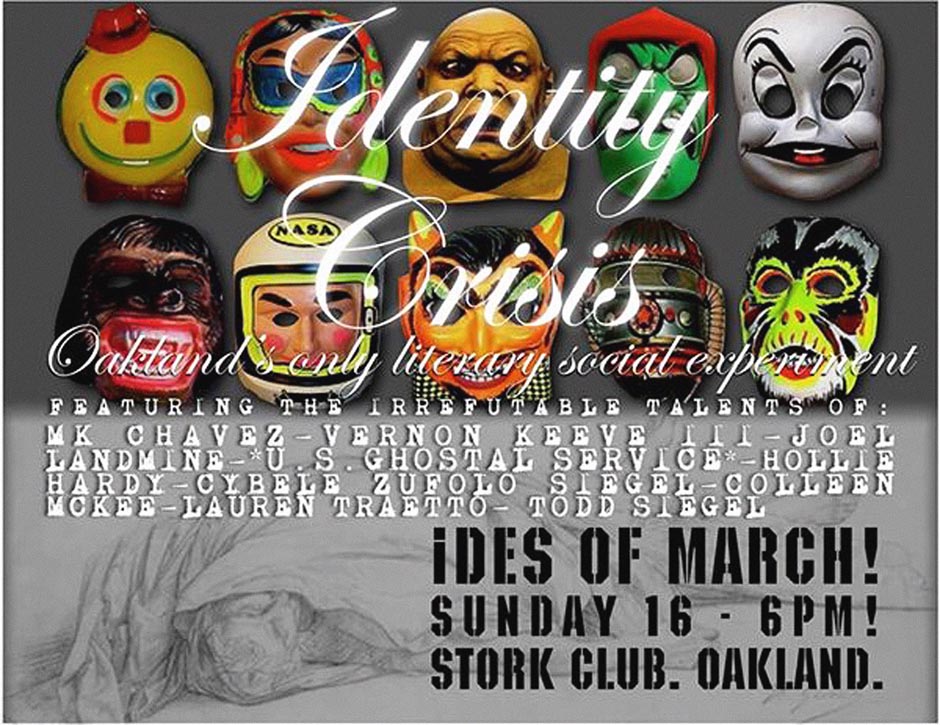 Identity
Crisis
NASA
Oakland's only literary social experiment
FEATURING THE IRREFUTABLE TALENTS OF:
MK CHAVEZ-VERNON KEEVE III-JOEL
LANDMINE-*U.S.GHOSTAL SERVICE*-HOLLIE
HARDY-CYBELE ZUFOLO SIEGEL-COLLEEN
MCKEE-LAUREN TRAETTO- TODD SIEGEL
iDES OF MARCH!
SUNDAY 16 - 6PM!
STORK CLUB. OAKLAND.